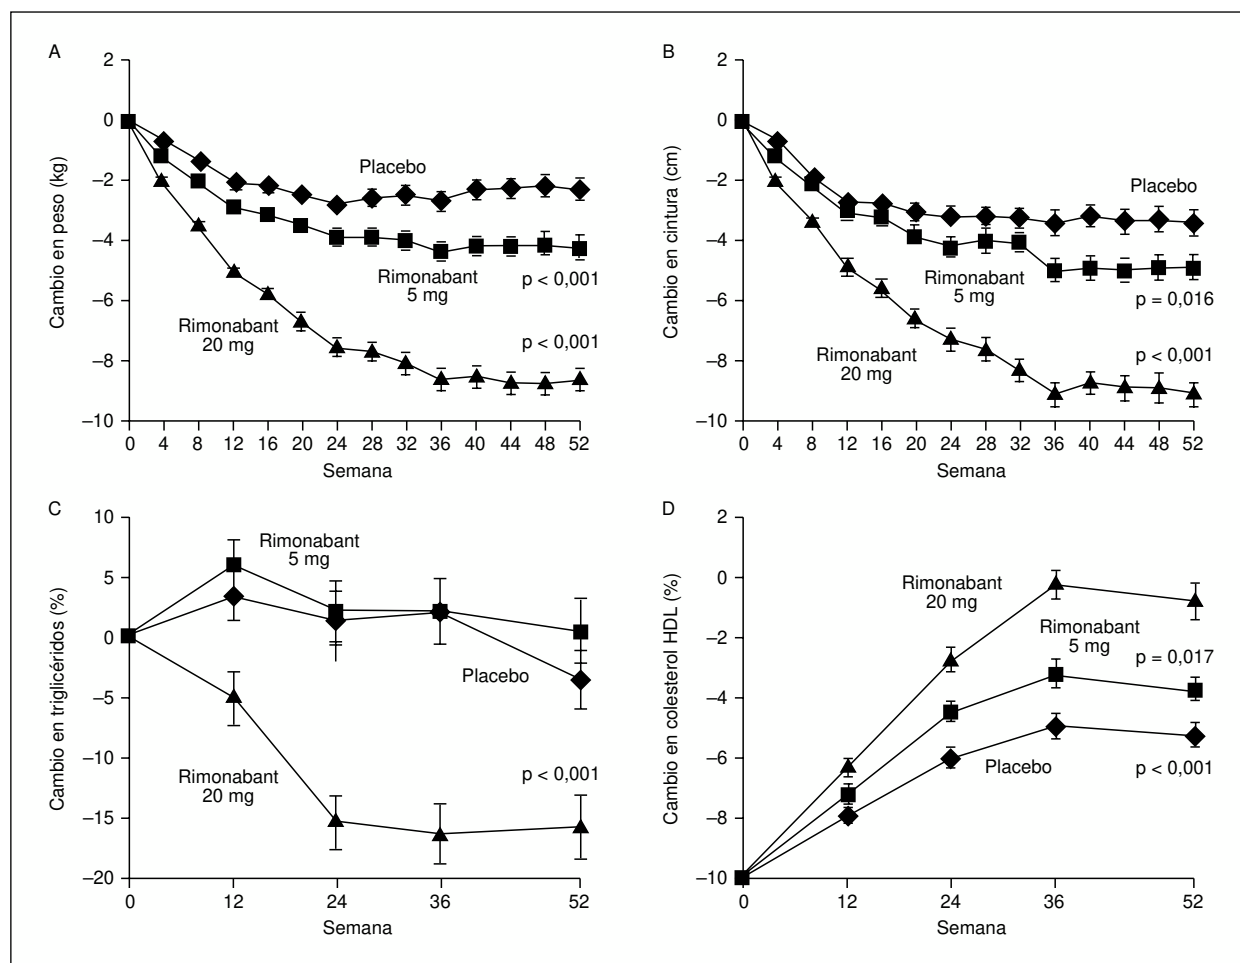 A
2
0
–2
–4
–6
–8
–10
Cambio en peso (kg)
Placebo
Rimonabant
5 mg
p < 0,001
Rimonabant
20 mg
p < 0,001
0 4 8 12 16 20 24 28 32 36 40 44 48 52
Semana
B
2
0
–2
–4
–6
–8
–10
Cambio en cintura (cm)
Placebo
Rimonabant
5 mg
p = 0,016
Rimonabant
20 mg
p < 0,001
0 4 8 12 16 20 24 28 32 36 40 44 48 52
Semana
C
10
5
0
–5
–10
–15
–20
Cambio en triglicéridos (%)
Rimonabant
5 mg
Placebo
Rimonabant
20 mg
p < 0,001
0 12 24 36 52
Semana
D
2
0
–2
–4
–6
–8
–10
Cambio en colesterol HDL (%)
Rimonabant
20 mg
Rimonabant
5 mg
p = 0,017
Placebo
p < 0,001
0 12 24 36 52
Semana